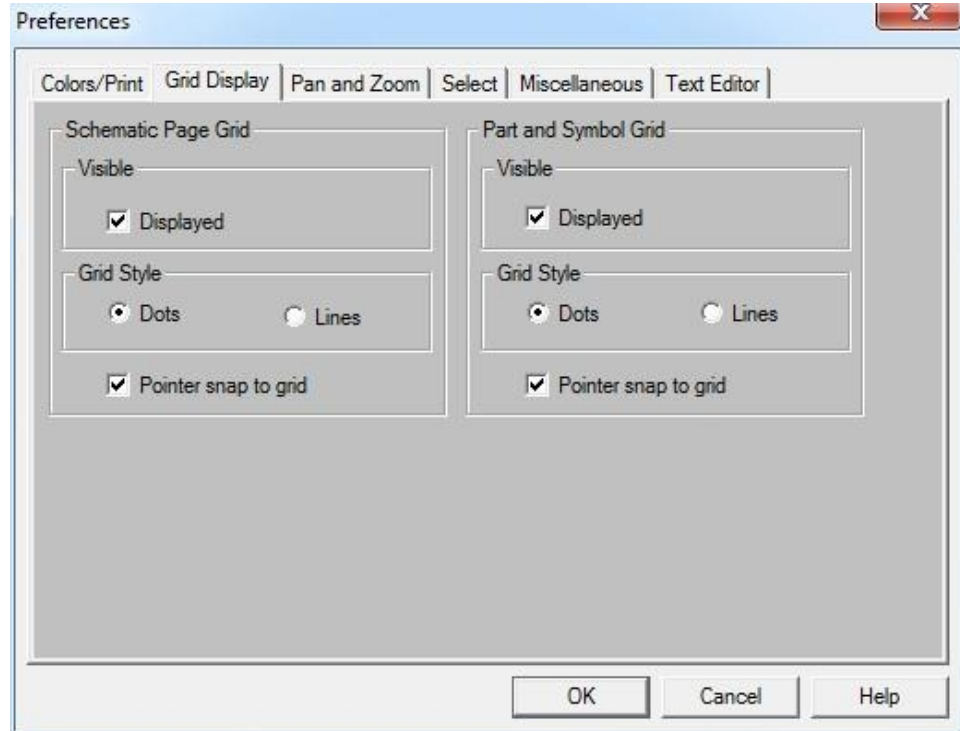 Preferences
X
Colors/Print Grid Display Pan and Zoom Select Miscellaneous Text Editor
Schematic Page Grid
Visible
Displayed
Grid Style
Dots Lines
Pointer snap to grid
Part and Symbol Grid
Visible
Displayed
Grid Style
Dots Lines
Pointer snap to grid
OK Cancel Help